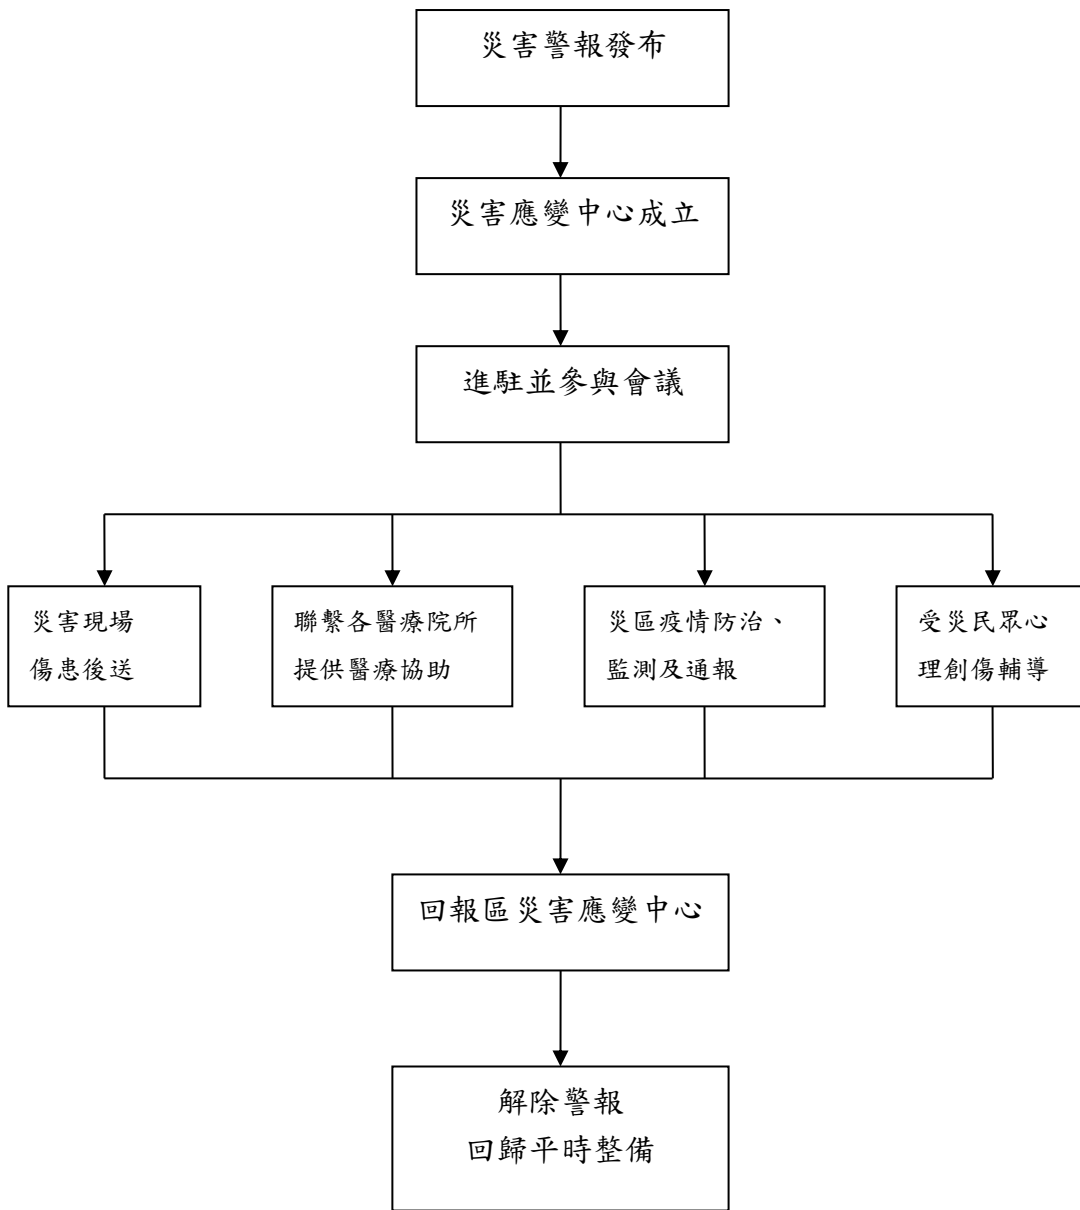 災害警報發布
災害應變中心成立
進駐並參與會議
災害現場
傷患後送
聯繫各醫療院所
提供醫療協助
災區疫情防治、
監測及通報
受災民眾心
理創傷輔導
回報區災害應變中心
解除警報
回歸平時整備